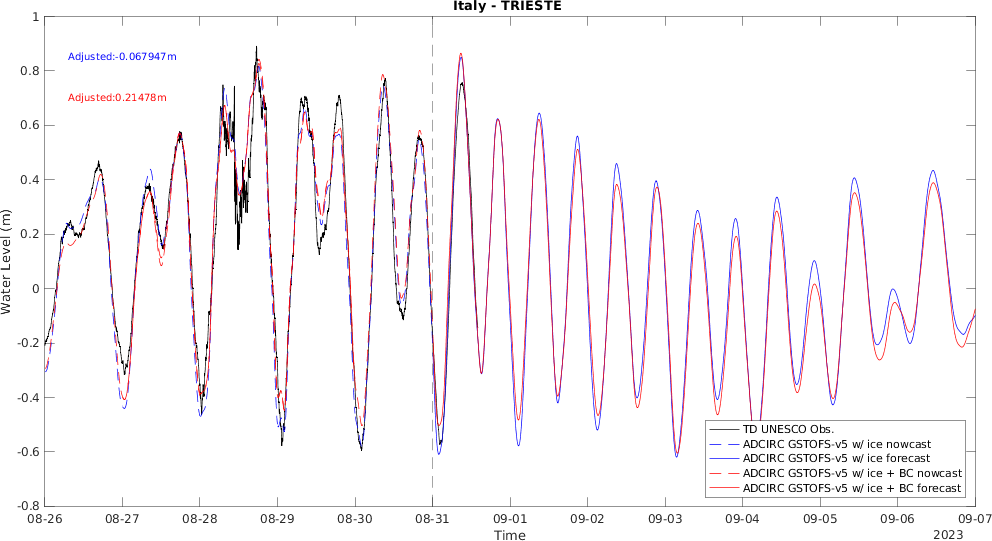 Italy - TRIESTE
Adjusted:-0.067947m
Adjusted:0.21478m
Water Level (m)
1
0.8
0.6
0.4
0.2
0
-0.2
-0.4
-0.6
-0.8
TD UNESCO Obs.
ADCIRC GSTOFS-v5 w/ ice nowcast
ADCIRC GSTOFS-v5 w/ ice forecast
ADCIRC GSTOFS-v5 w/ ice + BC nowcast
ADCIRC GSTOFS-v5 w/ ice + BC forecast
08-26 08-27 08-28 08-29 08-30 08-31 09-01 09-02 09-03 09-04 09-05 09-06 09-07
Time
2023